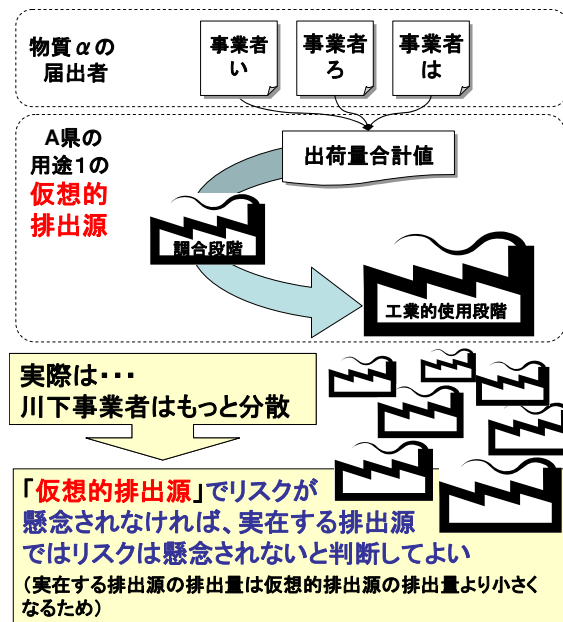 物質αの
届出者
事業者
い
事業者
ろ
事業者
は
A県の
用途1の
仮想的
排出源
出荷量合計値
調合段階
工業的使用段階
実際は・・・
川下事業者はもっと分散
「仮想的排出源」でリスクが
懸念されなければ、実在する排出源
ではリスクは懸念されないと判断してよい
（実在する排出源の排出量は仮想的排出源の排出量より小さく
なるため）